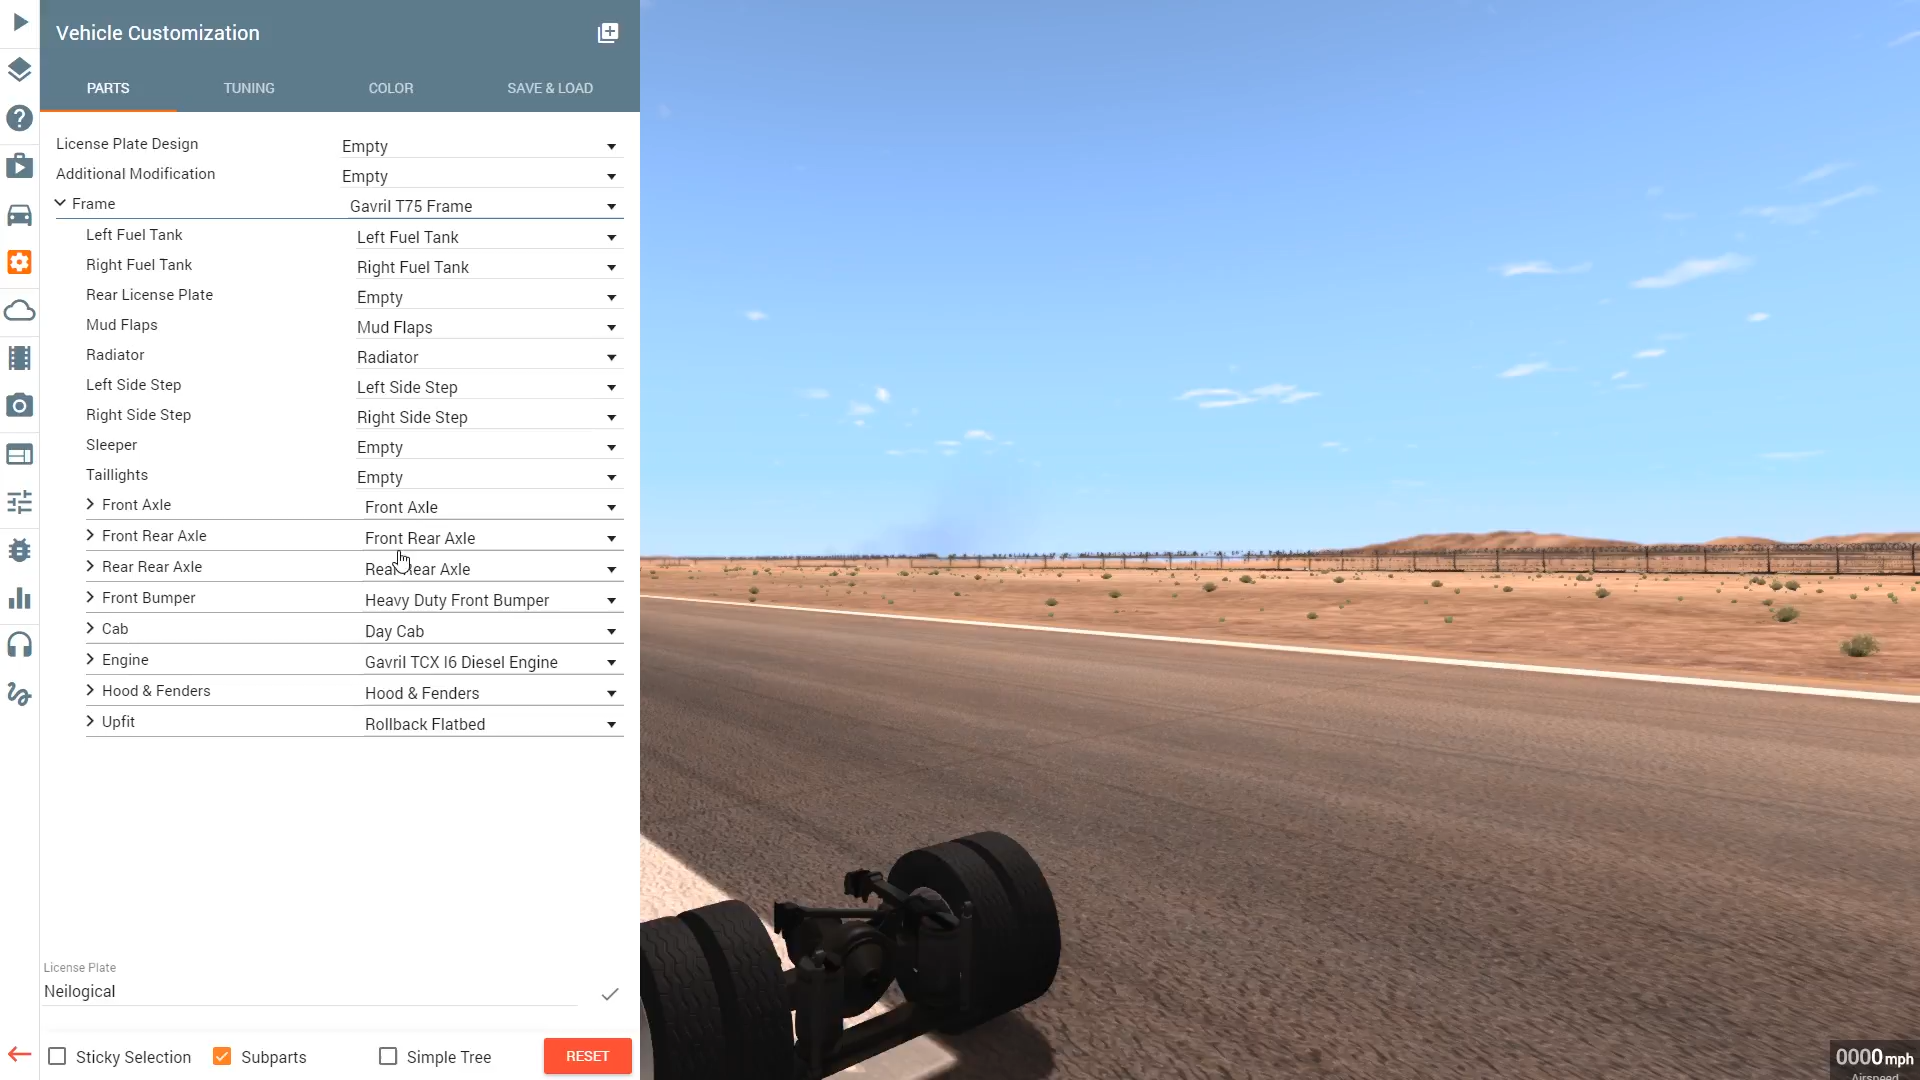 Vehicle Customization
PARTS TUNING COLOR SAVE & LOAD
License Plate Design Empty
Additional Modification Empty
Frame Gavril T75 Frame
Left Fuel Tank Left Fuel Tank
Right Fuel Tank Right Fuel Tank
Rear License Plate Empty
Mud Flaps Mud Flaps
Radiator Radiator
Left Side Step Left Side Step
Right Side Step Right Side Step
Sleeper Empty
Taillights Empty
Front Axle Front Axle
Front Rear Axle Front Rear Axle
Rear Rear Axle Rear Rear Axle
Front Bumper Heavy Duty Front Bumper
Cab Day Cab
Engine Gavril TCX I6 Diesel Engine
Hood & Fenders Hood & Fenders
Upfit Rollback Flatbed
License Plate
Neilogical
Sticky Selection Subparts Simple Tree RESET
0000 mph
Airspeed